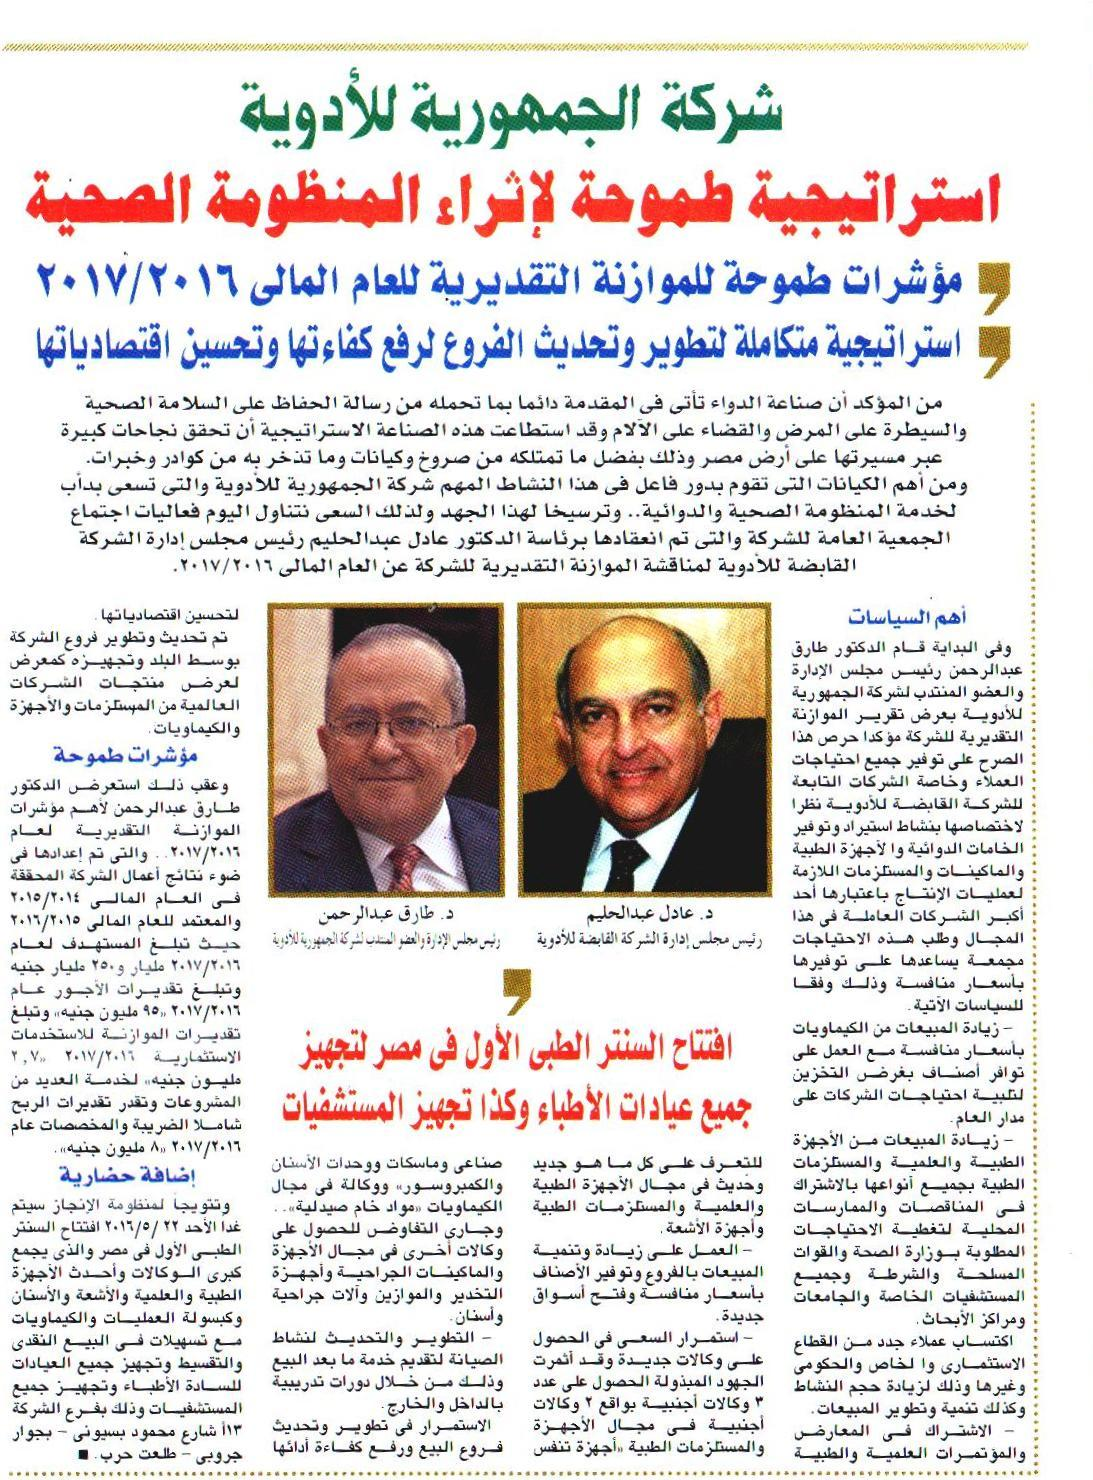 شركة الجمهورية للأدوية
استراتيجية طموحة لإثراء المنظومة الصحية
مؤشرات طموحة للموازنة التقديرية للعام المالى ٢٠١٧/٢٠١٦
استراتيجية متكاملة لتطوير وتحديث الفروع لرفع كفاءتها وتحسين اقتصادياتها
من المؤكد أن صناعة الدواء تأتى فى المقدمة دائما بما تحمله من رسالة الحفاظ على السلامة الصحية
والسيطرة على المرض والقضاء على الآلام وقد استطاعت هذه الصناعة الاستراتيجية أن تحقق نجاحات كبيرة
عبر مسيرتها على أرض مصر وذلك بفضل ما تمتلكه من صروح وكيانات وما تذخر به من كوادر وخبرات.
ومن أهم الكيانات التى تقوم بدور فاعل فى هذا النشاط المهم شركة الجمهورية للأدوية والتى تسعى بدأب
لخدمة المنظومة الصحية والدوائية.. وترسيخا لهذا الجهد ولذلك السعى نتناول اليوم فعاليات اجتماع
الجمعية العامة للشركة والتى تم انعقادها برئاسة الدكتور عادل عبدالحليم رئيس مجلس إدارة الشركة
القابضة للأدوية لمناقشة الموازنة التقديرية للشركة عن العام المالى ٢٠١٧/٢٠١٦.
أهم السياسات
وفى البداية قام الدكتور طارق
عبدالرحمن رئيس مجلس الإدارة
والعضو المنتدب لشركة الجمهورية
للأدوية بعرض تقرير الموازنة
التقديرية للشركة مؤكدا حرص هذا
الصرح على توفير جميع احتياجات
العملاء وخاصة الشركات التابعة
للشركة القابضة للأدوية نظرا
لاختصاصها بنشاط استيراد وتوفير
الخامات الدوائية والأجهزة الطبية
والماكينات والمستلزمات اللازمة
لعمليات الإنتاج باعتبارها أحد
أكبر الشركات العاملة فى هذا
المجال وطلب هذه الاحتياجات
مجمعة يساعدها على توفيرها
بأسعار منافسة وذلك وفقا
للسياسات الآتية.
– زيادة المبيعات من الكيماويات
بأسعار منافسة مع العمل على
توافر أصناف بغرض التخزين
لتلبية احتياجات الشركات على
مدار العام.
– زيادة المبيعات من الأجهزة
الطبية والعلمية والمستلزمات
الطبية بجميع أنواعها بالاشتراك
فى المناقصات والممارسات
المحلية لتغطية الاحتياجات
المطلوبة بوزارة الصحة والقوات
المسلحة والشرطة وجميع
المستشفيات الخاصة والجامعات
ومراكز الأبحاث.
اكتساب عملاء جدد من القطاع
الاستثمارى والخاص والحكومى
وغيرها وذلك لزيادة حجم النشاط
وكذلك تنمية وتطوير المبيعات.
– الاشتراك فى المعارض
والمؤتمرات العلمية والطبية
د. عادل عبدالحليم
رئيس مجلس إدارة الشركة القابضة للأدوية
د. طارق عبدالرحمن
رئيس مجلس الإدارة والعضو المنتدب لشركة الجمهورية للأدوية
افتتاح السنتر الطبى الأول فى مصر لتجهيز
جميع عيادات الأطباء وكذا تجهيز المستشفيات
للتعرف على كل ما هو جديد
وحديث فى مجال الأجهزة الطبية
والعلمية والمستلزمات الطبية
وأجهزة الأشعة.
– العمل على زيادة وتنمية
المبيعات بالفروع وتوفير الأصناف
بأسعار منافسة وفتح أسواق
جديدة.
– استمرار السعى فى الحصول
على وكالات جديدة وقد أثمرت
الجهود المبذولة الحصول على عدد
٣ وكالات أجنبية بواقع ٢ وكالات
أجنبية فى مجال الأجهزة
والمستلزمات الطبية «أجهزة تنفس
صناعى وماسكات ووحدات الأسنان
والكمبروسور» ووكالة فى مجال
الكيماويات «مواد خام صيدلية»..
وجارى التفاوض للحصول على
وكالات أخرى فى مجال الأجهزة
والماكينات الجراحية وأجهزة
التخدير والموازين وآلات جراحية
وأسنان.
– التطوير والتحديث لنشاط
الصيانة لتقديم خدمة ما بعد البيع
وذلك من خلال دورات تدريبية
بالداخل والخارج.
الاستمرار فى تطوير وتحديث
فروع البيع ورفع كفاءة أدائها
لتحسين اقتصادياتها.
تم تحديث وتطوير فروع الشركة
بوسط البلد وتجهيزه كمعرض
لعرض منتجات الشركات
العالمية من المستلزمات والأجهزة
والكيماويات.
مؤشرات طموحة
وعقب ذلك استعرض الدكتور
طارق عبدالرحمن لأهم مؤشرات
الموازنة التقديرية لعام
٢٠١٧/٢٠١٦.. والتى تم إعدادها فى
ضوء نتائج أعمال الشركة المحققة
فى العام المالى ٢٠١٥/٢٠١٤
والمعتمد للعام المالى ٢٠١٦/٢٠١٥
حيث تبلغ المستهدف لعام
٢٠١٧/٢٠١٦ مليار و٢٥٠ مليار جنيه
وتبلغ تقديرات الأجور عام
٢٠١٧/٢٠١٦ «٩٥ مليون جنيه» وتبلغ
تقديرات الموازنة للاستخدمات
الاستثمارية ٢٠١٧/٢٠١٦ «٢,٧
مليون جنيه» لخدمة العديد من
المشروعات وتقدر تقديرات الربح
شاملا الضريبة والمخصصات عام
٢٠١٧/٢٠١٦ «٨ مليون جنيه».
إضافة حضارية
وتتويجاً لمنظومة الإنجاز سيتم
غدا الأحد ٢٢ /٢٠١٦/٥ افتتاح السنتر
الطبى الأول فى مصر والذى يجمع
كبرى الوكالات وأحدث الأجهزة
الطبية والعلمية والأشعة والأسنان
وكبسولة العمليات والكيماويات
مع تسهيلات فى البيع النقدى
والتقسيط وتجهيز جميع العيادات
للسادة الأطباء وتجهيز جميع
المستشفيات وذلك بفرع الشركة
١٣أ شارع محمود بسيونى – بجوار
جروبى – طلعت حرب.